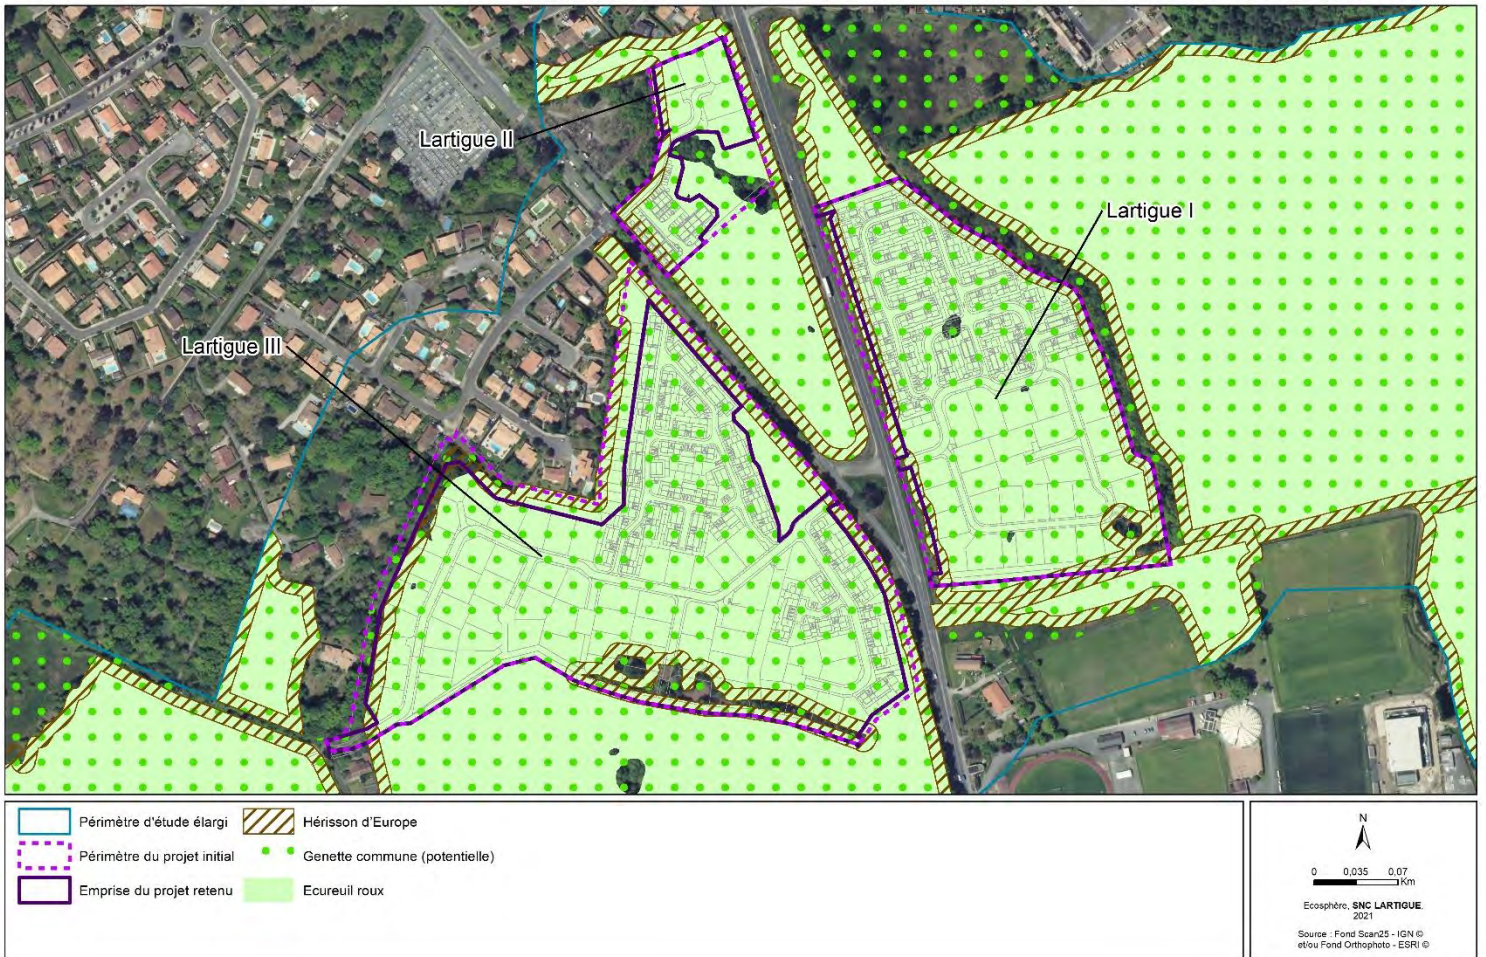 Lartigue II
Lartigue I
Lartigue III
Périmètre d'étude élargi
Hérisson d'Europe
Périmètre du projet initial
Genette commune (potentielle)
Emprise du projet retenu
Ecureuil roux
N
0 0,035 0,07
Km
Ecosphère, SNC LARTIGUE,
2021
Source : Fond Scan25 - IGN ©
et/ou Fond Orthophoto - ESRI ©